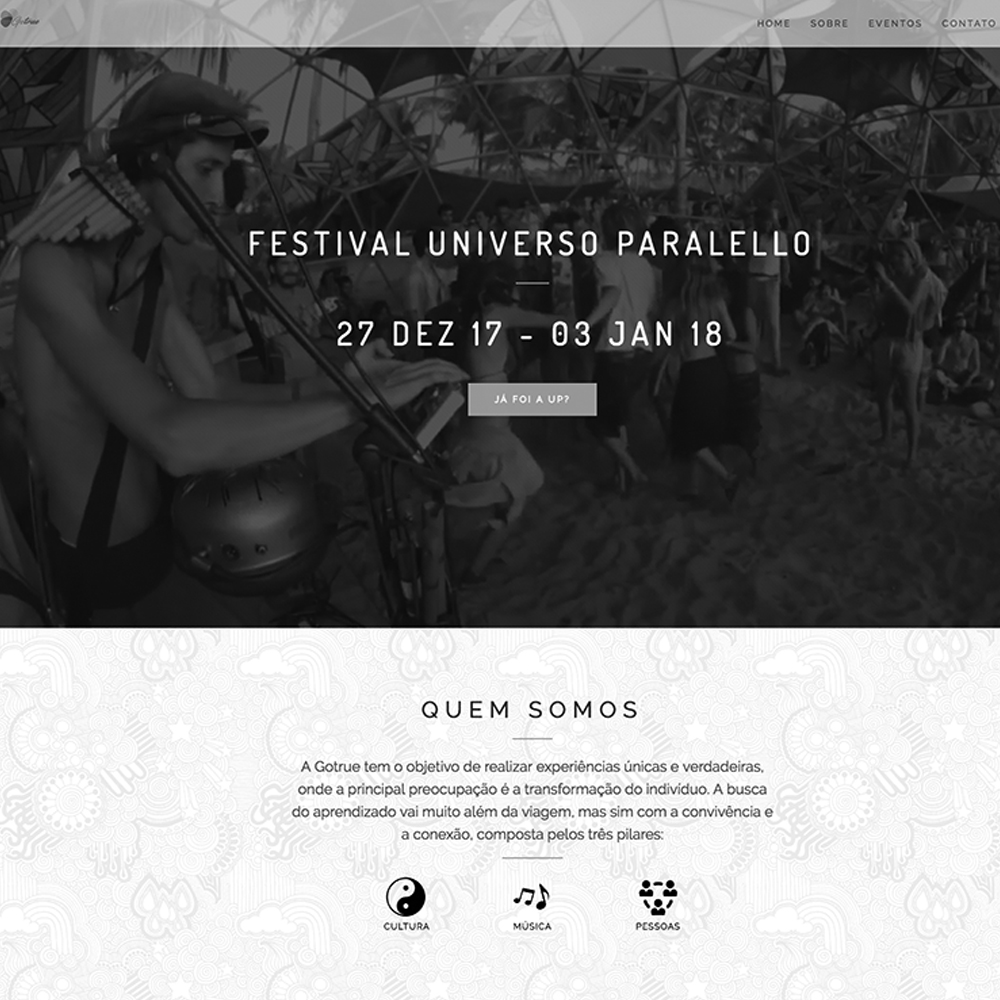 Gotrue
HOME SOBRE EVENTOS CONTATO
FESTIVAL UNIVERSO PARALELLO
27 DEZ 17 - 03 JAN 18
JÁ FOI A UP?
QUEM SOMOS
A Gotrue tem o objetivo de realizar experiências únicas e verdadeiras,
onde a principal preocupação é a transformação do indivíduo. A busca
do aprendizado vai muito além da viagem, mas sim com a convivência e
a conexão, composta pelos três pilares:
CULTURA MÚSICA PESSOAS